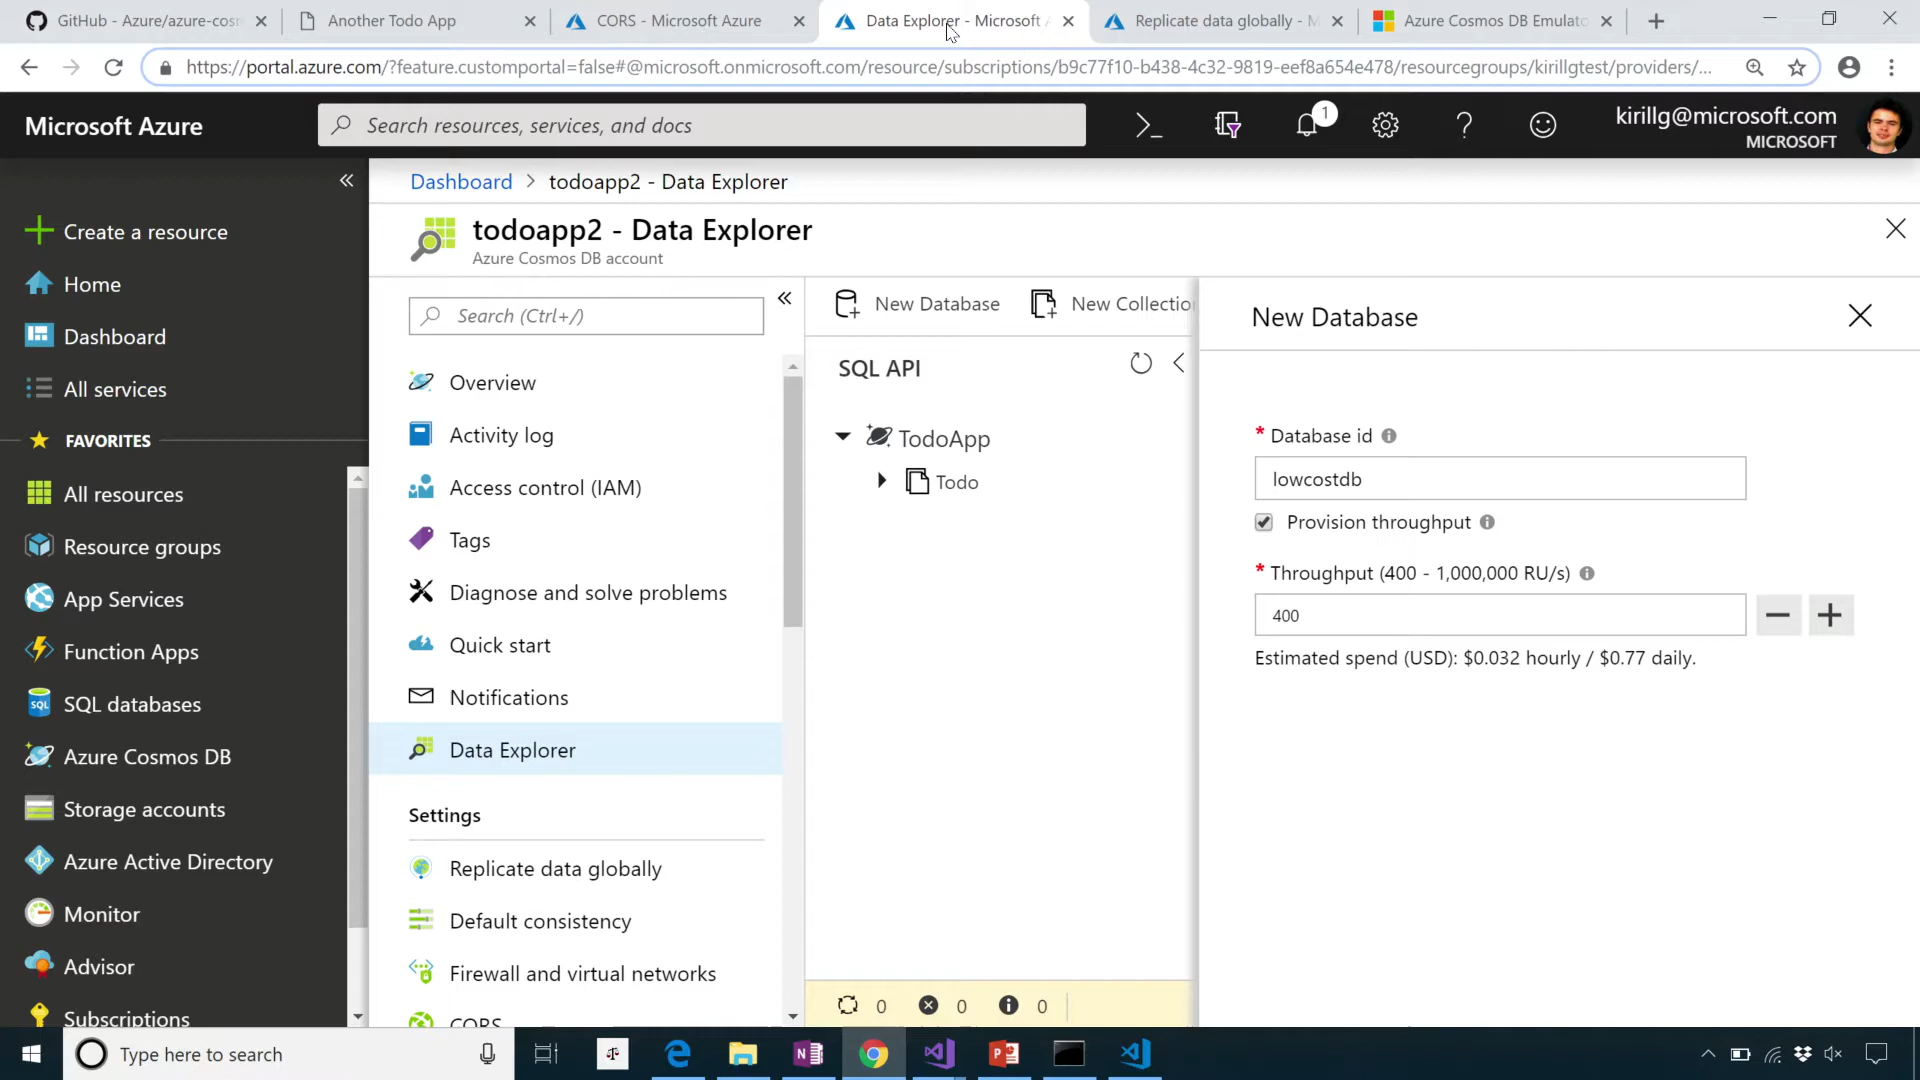 GitHub - Azure/azure-cosm
Another Todo App
CORS - Microsoft Azure
Data Explorer - Microsoft A
Replicate data globally - M
Azure Cosmos DB Emulato
https://portal.azure.com/?feature.customportal=false#@microsoft.onmicrosoft.com/resource/subscriptions/b9c77f10-b438-4c32-9819-eef8a654e478/resourcegroups/kirillgtest/providers/...
Microsoft Azure
Search resources, services, and docs
1
kirillg@microsoft.com
MICROSOFT
Create a resource
Home
Dashboard
All services
FAVORITES
All resources
Resource groups
App Services
Function Apps
SQL databases
Azure Cosmos DB
Storage accounts
Azure Active Directory
Monitor
Advisor
Subscriptions
Dashboard > todoapp2 - Data Explorer
todoapp2 - Data Explorer
Azure Cosmos DB account
Search (Ctrl+/)
Overview
Activity log
Access control (IAM)
Tags
Diagnose and solve problems
Quick start
Notifications
Data Explorer
Settings
Replicate data globally
Default consistency
Firewall and virtual networks
CORS
New Database
New Collectio
SQL API
TodoApp
Todo
0 0 0
New Database
* Database id
lowcostdb
Provision throughput
* Throughput (400 - 1,000,000 RU/s)
400
Estimated spend (USD): $0.032 hourly / $0.77 daily.
Type here to search